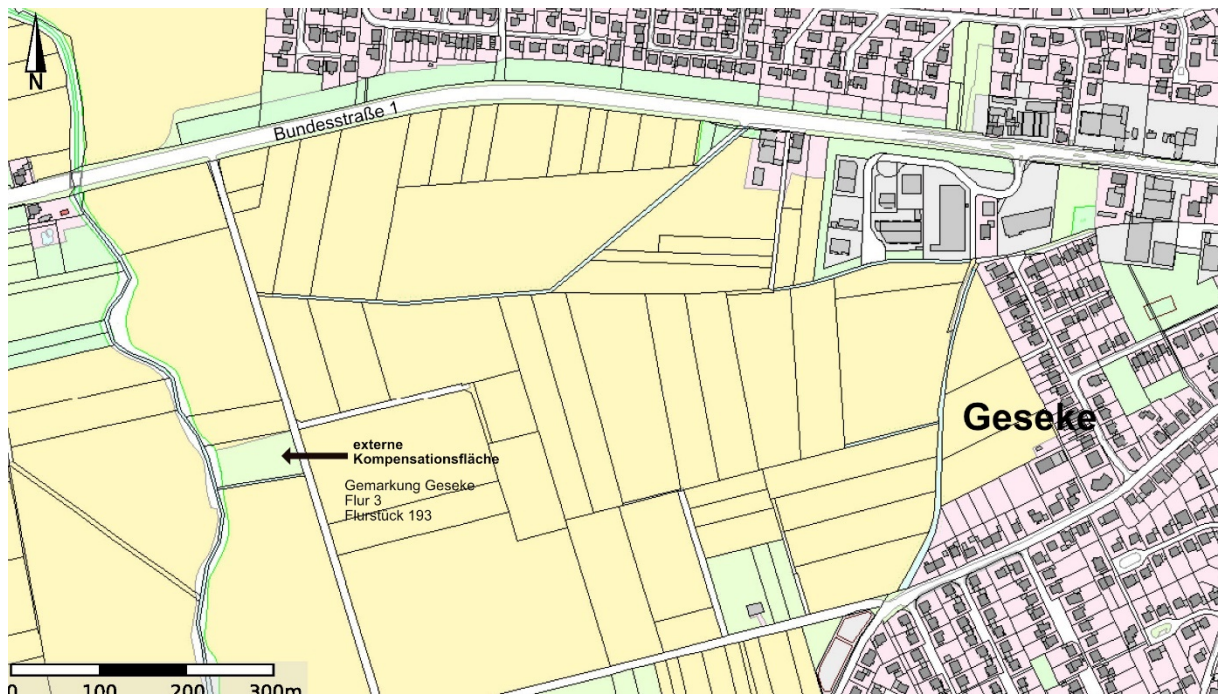 N
Bundesstraße 1
Geseke
externe
Kompensationsfläche
Gemarkung Geseke
Flur 3
Flurstück 193
0 100 200 300m